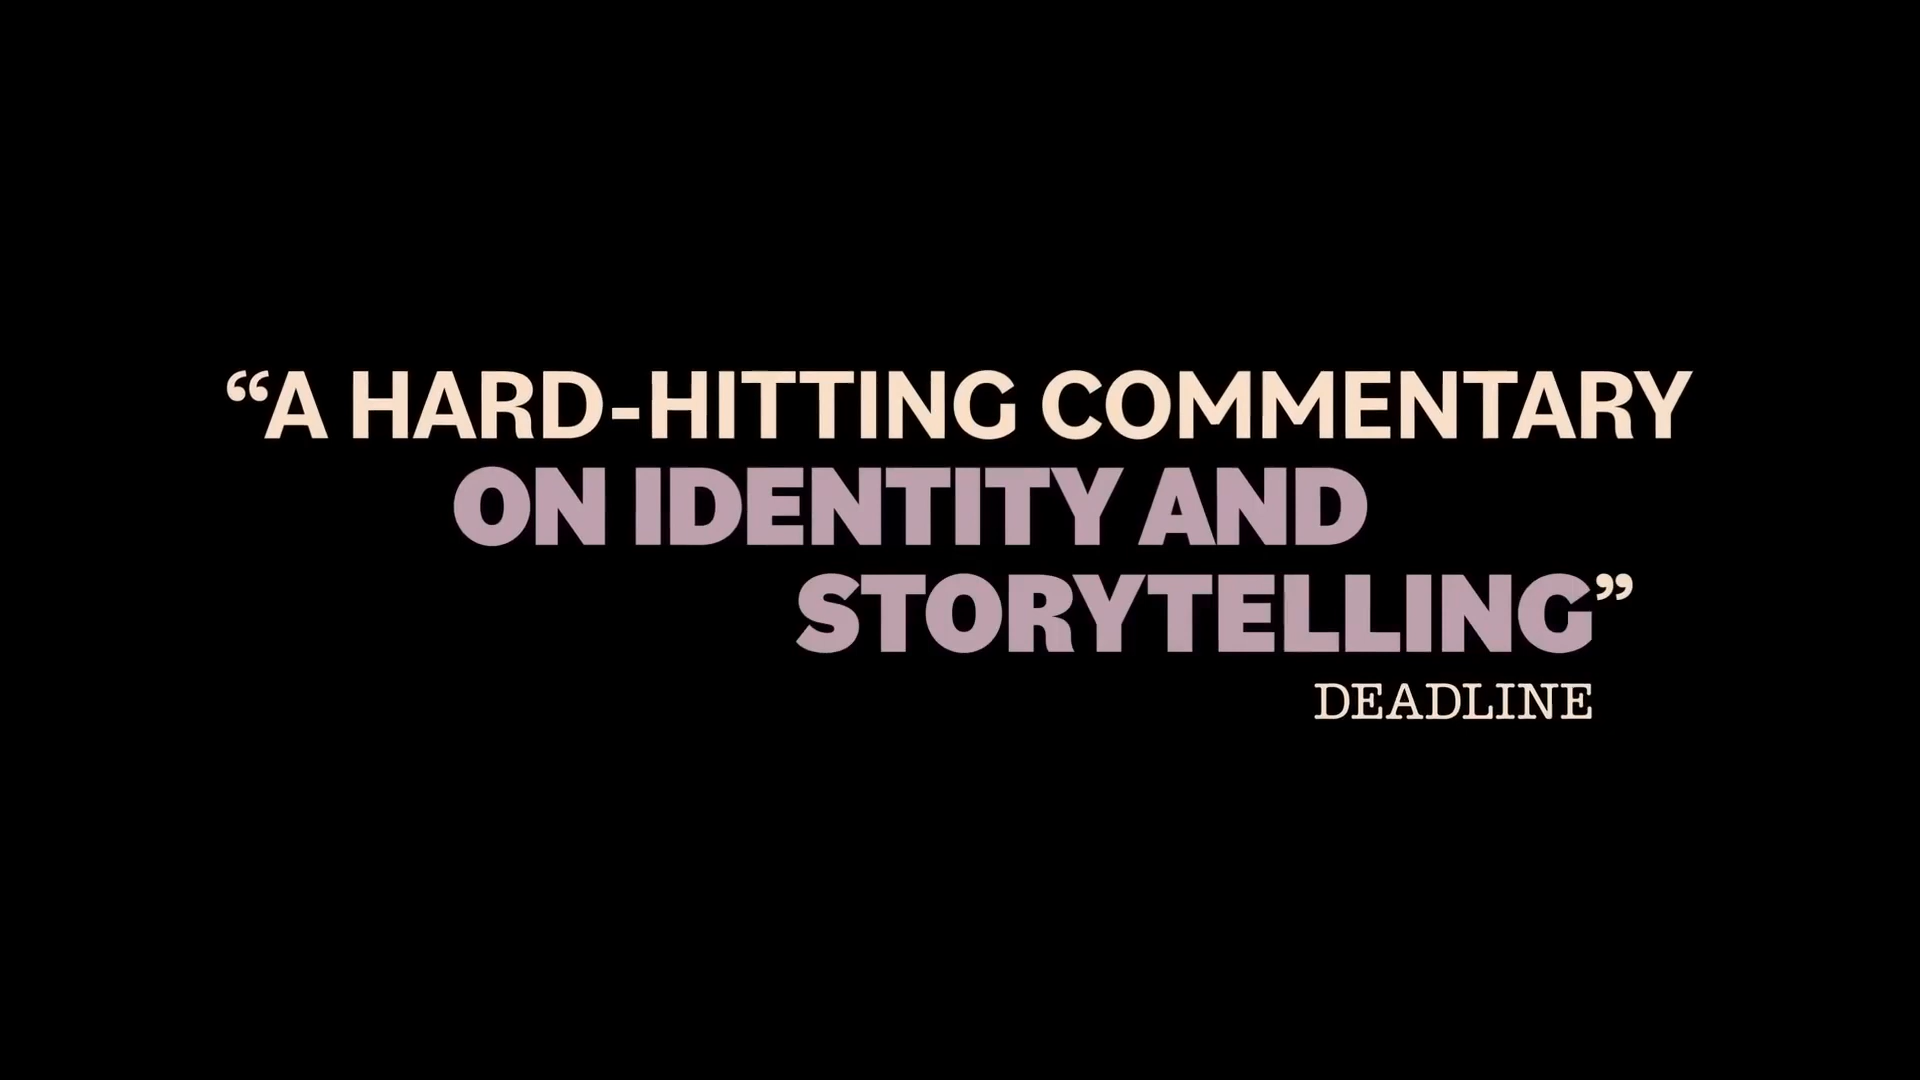 “A HARD-HITTING COMMENTARY
ON IDENTITY AND
STORYTELLING”
DEADLINE